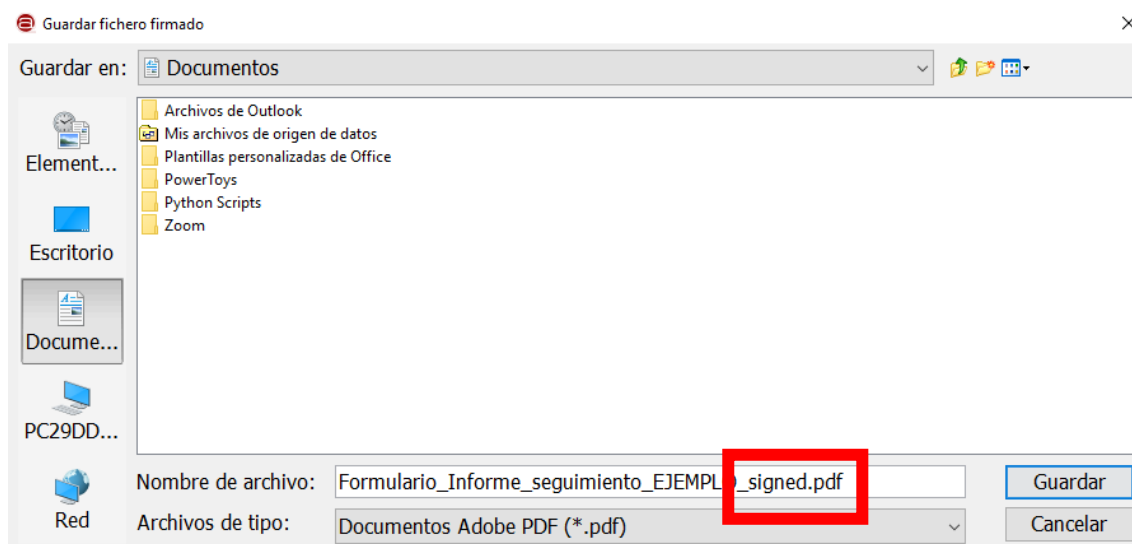 Guardar fichero firmado
Guardar en: Documentos
Archivos de Outlook
Mis archivos de origen de datos
Plantillas personalizadas de Office
PowerToys
Python Scripts
Zoom
Element...
Escritorio
Docume...
PC29DD...
Red
Nombre de archivo: Formulario_Informe_seguimiento_EJEMPLO_signed.pdf Guardar
Archivos de tipo: Documentos Adobe PDF (*.pdf) Cancelar